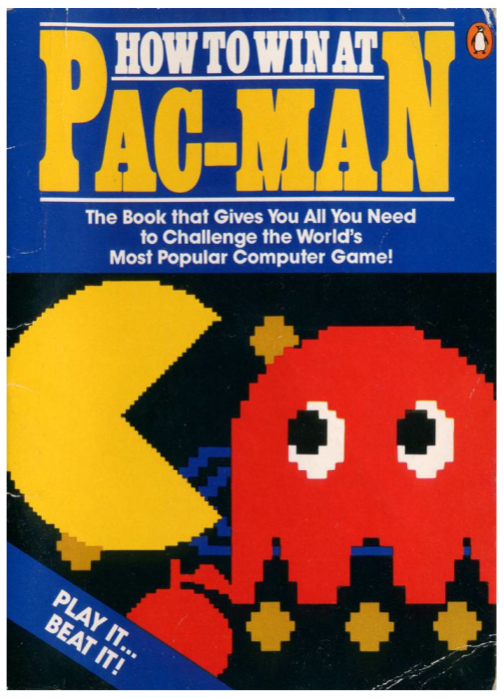 HOW TO WIN AT
PAC-MAN
The Book that Gives You All You Need
to Challenge the World's
Most Popular Computer Game!
PLAY IT...
BEAT IT!